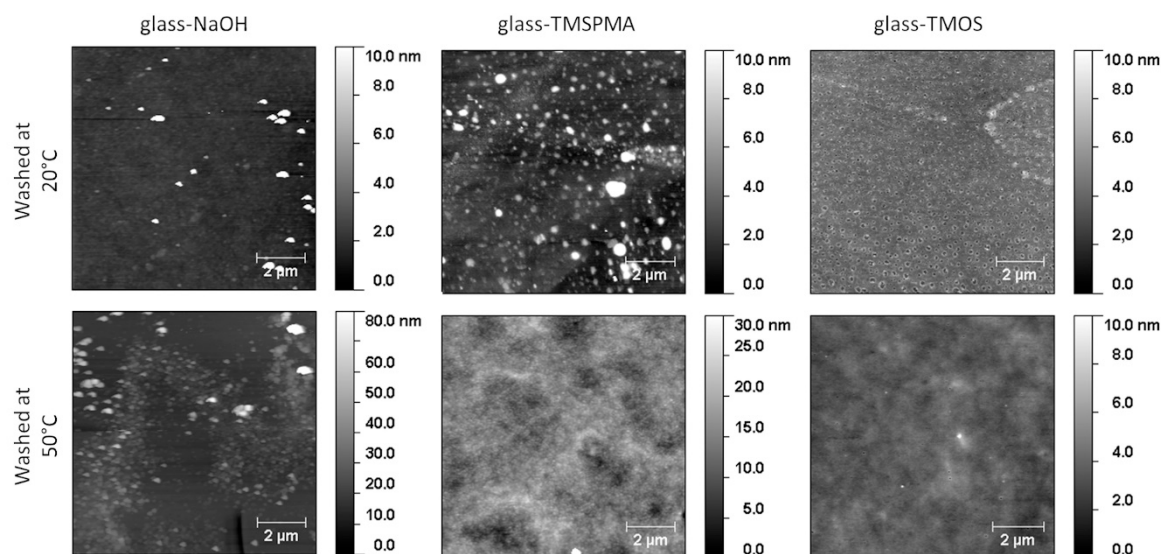 glass-NaOH
glass-TMSPMA
glass-TMOS
Washed at
20°C
10.0 nm
8.0
6.0
4.0
2.0
0.0
2 µm
10.0 nm
8.0
6.0
4.0
2.0
0.0
2 µm
10.0 nm
8.0
6.0
4.0
2.0
0.0
2 µm
Washed at
50°C
80.0 nm
60.0
50.0
40.0
30.0
20.0
10.0
0.0
2 µm
30.0 nm
25.0
20.0
15.0
10.0
5.0
0.0
2 µm
10.0 nm
8.0
6.0
4.0
2.0
0.0
2 µm